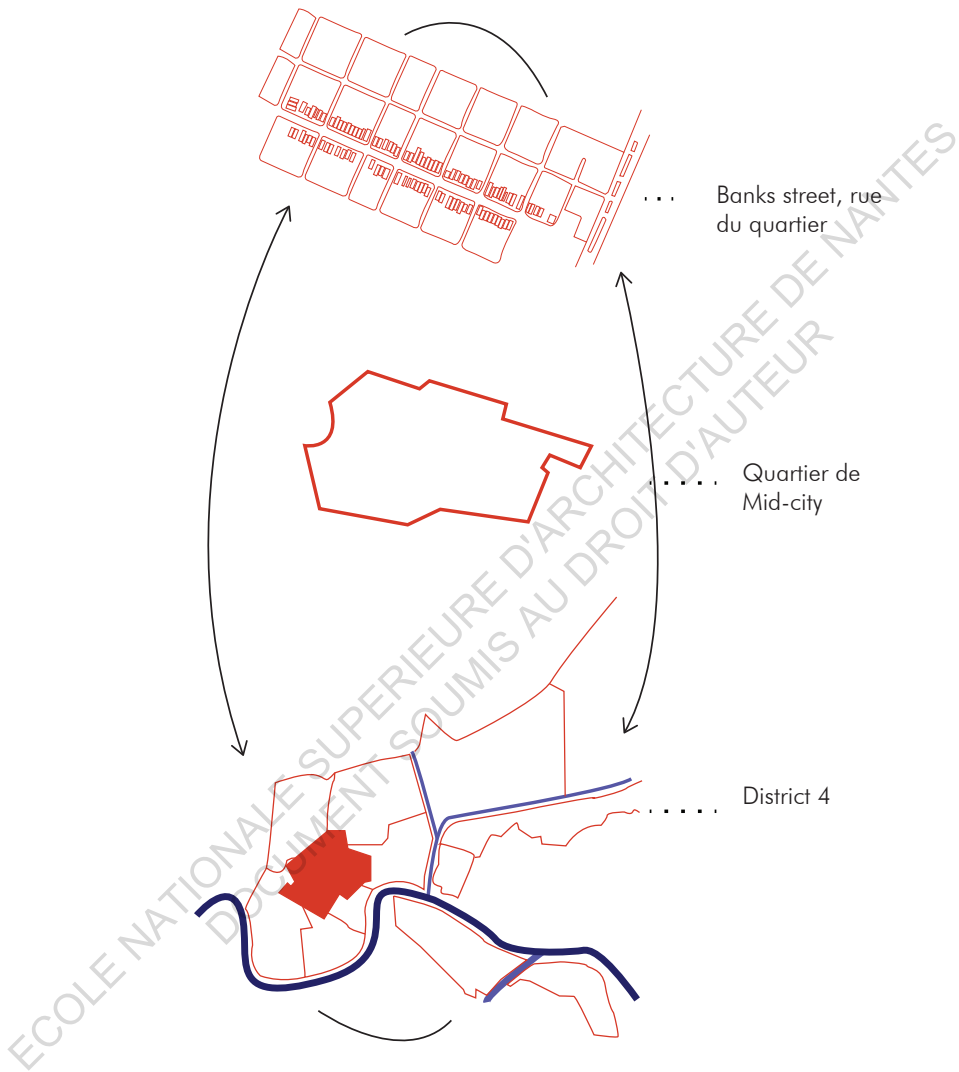 Banks street, rue
du quartier
Quartier de
Mid-city
District 4
ECOLE NATIONALE SUPERIEURE D'ARCHITECTURE DE NANTES
DOCUMENT SOUMIS AU DROIT D'AUTEUR